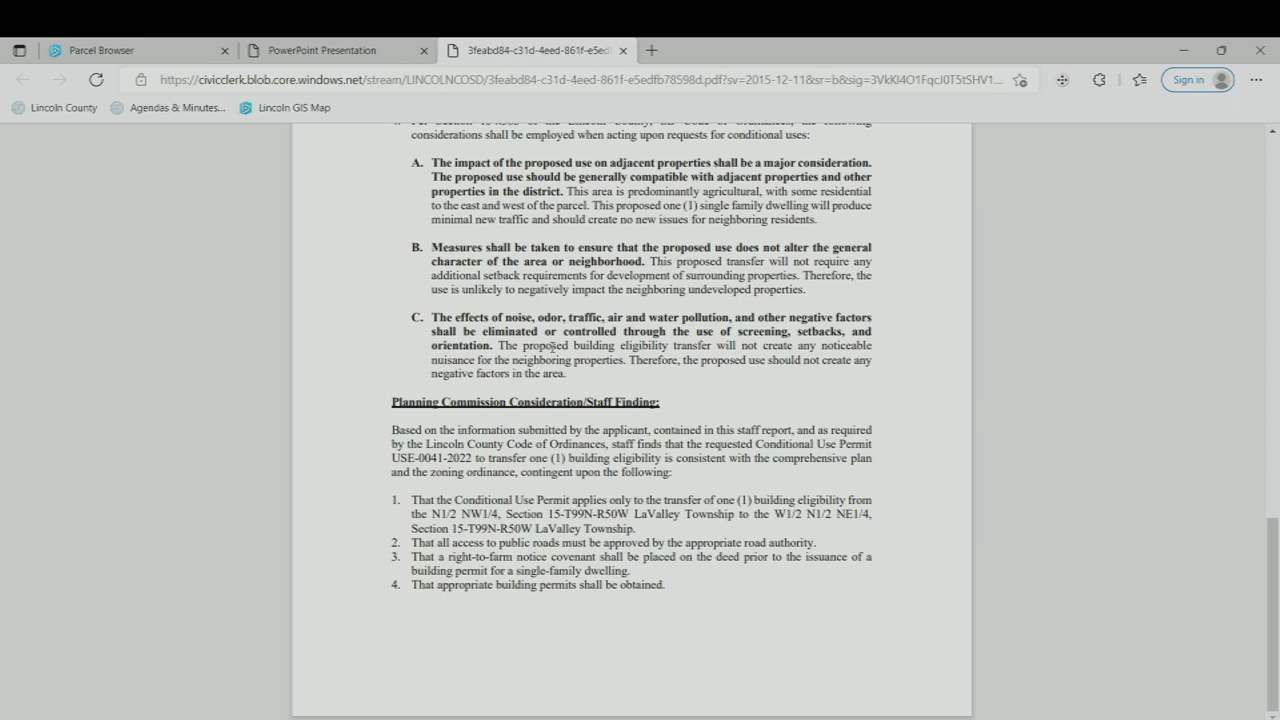 Parcel Browser
PowerPoint Presentation
3feabd84-c31d-4eed-861f-e5ed
https://civicclerk.blob.core.windows.net/stream/LINCOLNCOSD/3feabd84-c31d-4eed-861f-e5edfb78598d.pdf?sv=2015-12-11&sr=b&sig=3VkKl4O1FqcJ0T5tSHV1...
Sign in
Lincoln County
Agendas & Minutes...
Lincoln GIS Map
considerations shall be employed when acting upon requests for conditional uses:
A. The impact of the proposed use on adjacent properties shall be a major consideration.
The proposed use should be generally compatible with adjacent properties and other
properties in the district. This area is predominantly agricultural, with some residential
to the east and west of the parcel. This proposed one (1) single family dwelling will produce
minimal new traffic and should create no new issues for neighboring residents.
B. Measures shall be taken to ensure that the proposed use does not alter the general
character of the area or neighborhood. This proposed transfer will not require any
additional setback requirements for development of surrounding properties. Therefore, the
use is unlikely to negatively impact the neighboring undeveloped properties.
C. The effects of noise, odor, traffic, air and water pollution, and other negative factors
shall be eliminated or controlled through the use of screening, setbacks, and
orientation. The proposed building eligibility transfer will not create any noticeable
nuisance for the neighboring properties. Therefore, the proposed use should not create any
negative factors in the area.
Planning Commission Consideration/Staff Finding:
Based on the information submitted by the applicant, contained in this staff report, and as required
by the Lincoln County Code of Ordinances, staff finds that the requested Conditional Use Permit
USE-0041-2022 to transfer one (1) building eligibility is consistent with the comprehensive plan
and the zoning ordinance, contingent upon the following:
1. That the Conditional Use Permit applies only to the transfer of one (1) building eligibility from
the N1/2 NW1/4, Section 15-T99N-R50W LaValley Township to the W1/2 N1/2 NE1/4,
Section 15-T99N-R50W LaValley Township.
2. That all access to public roads must be approved by the appropriate road authority.
3. That a right-to-farm notice covenant shall be placed on the deed prior to the issuance of a
building permit for a single-family dwelling.
4. That appropriate building permits shall be obtained.